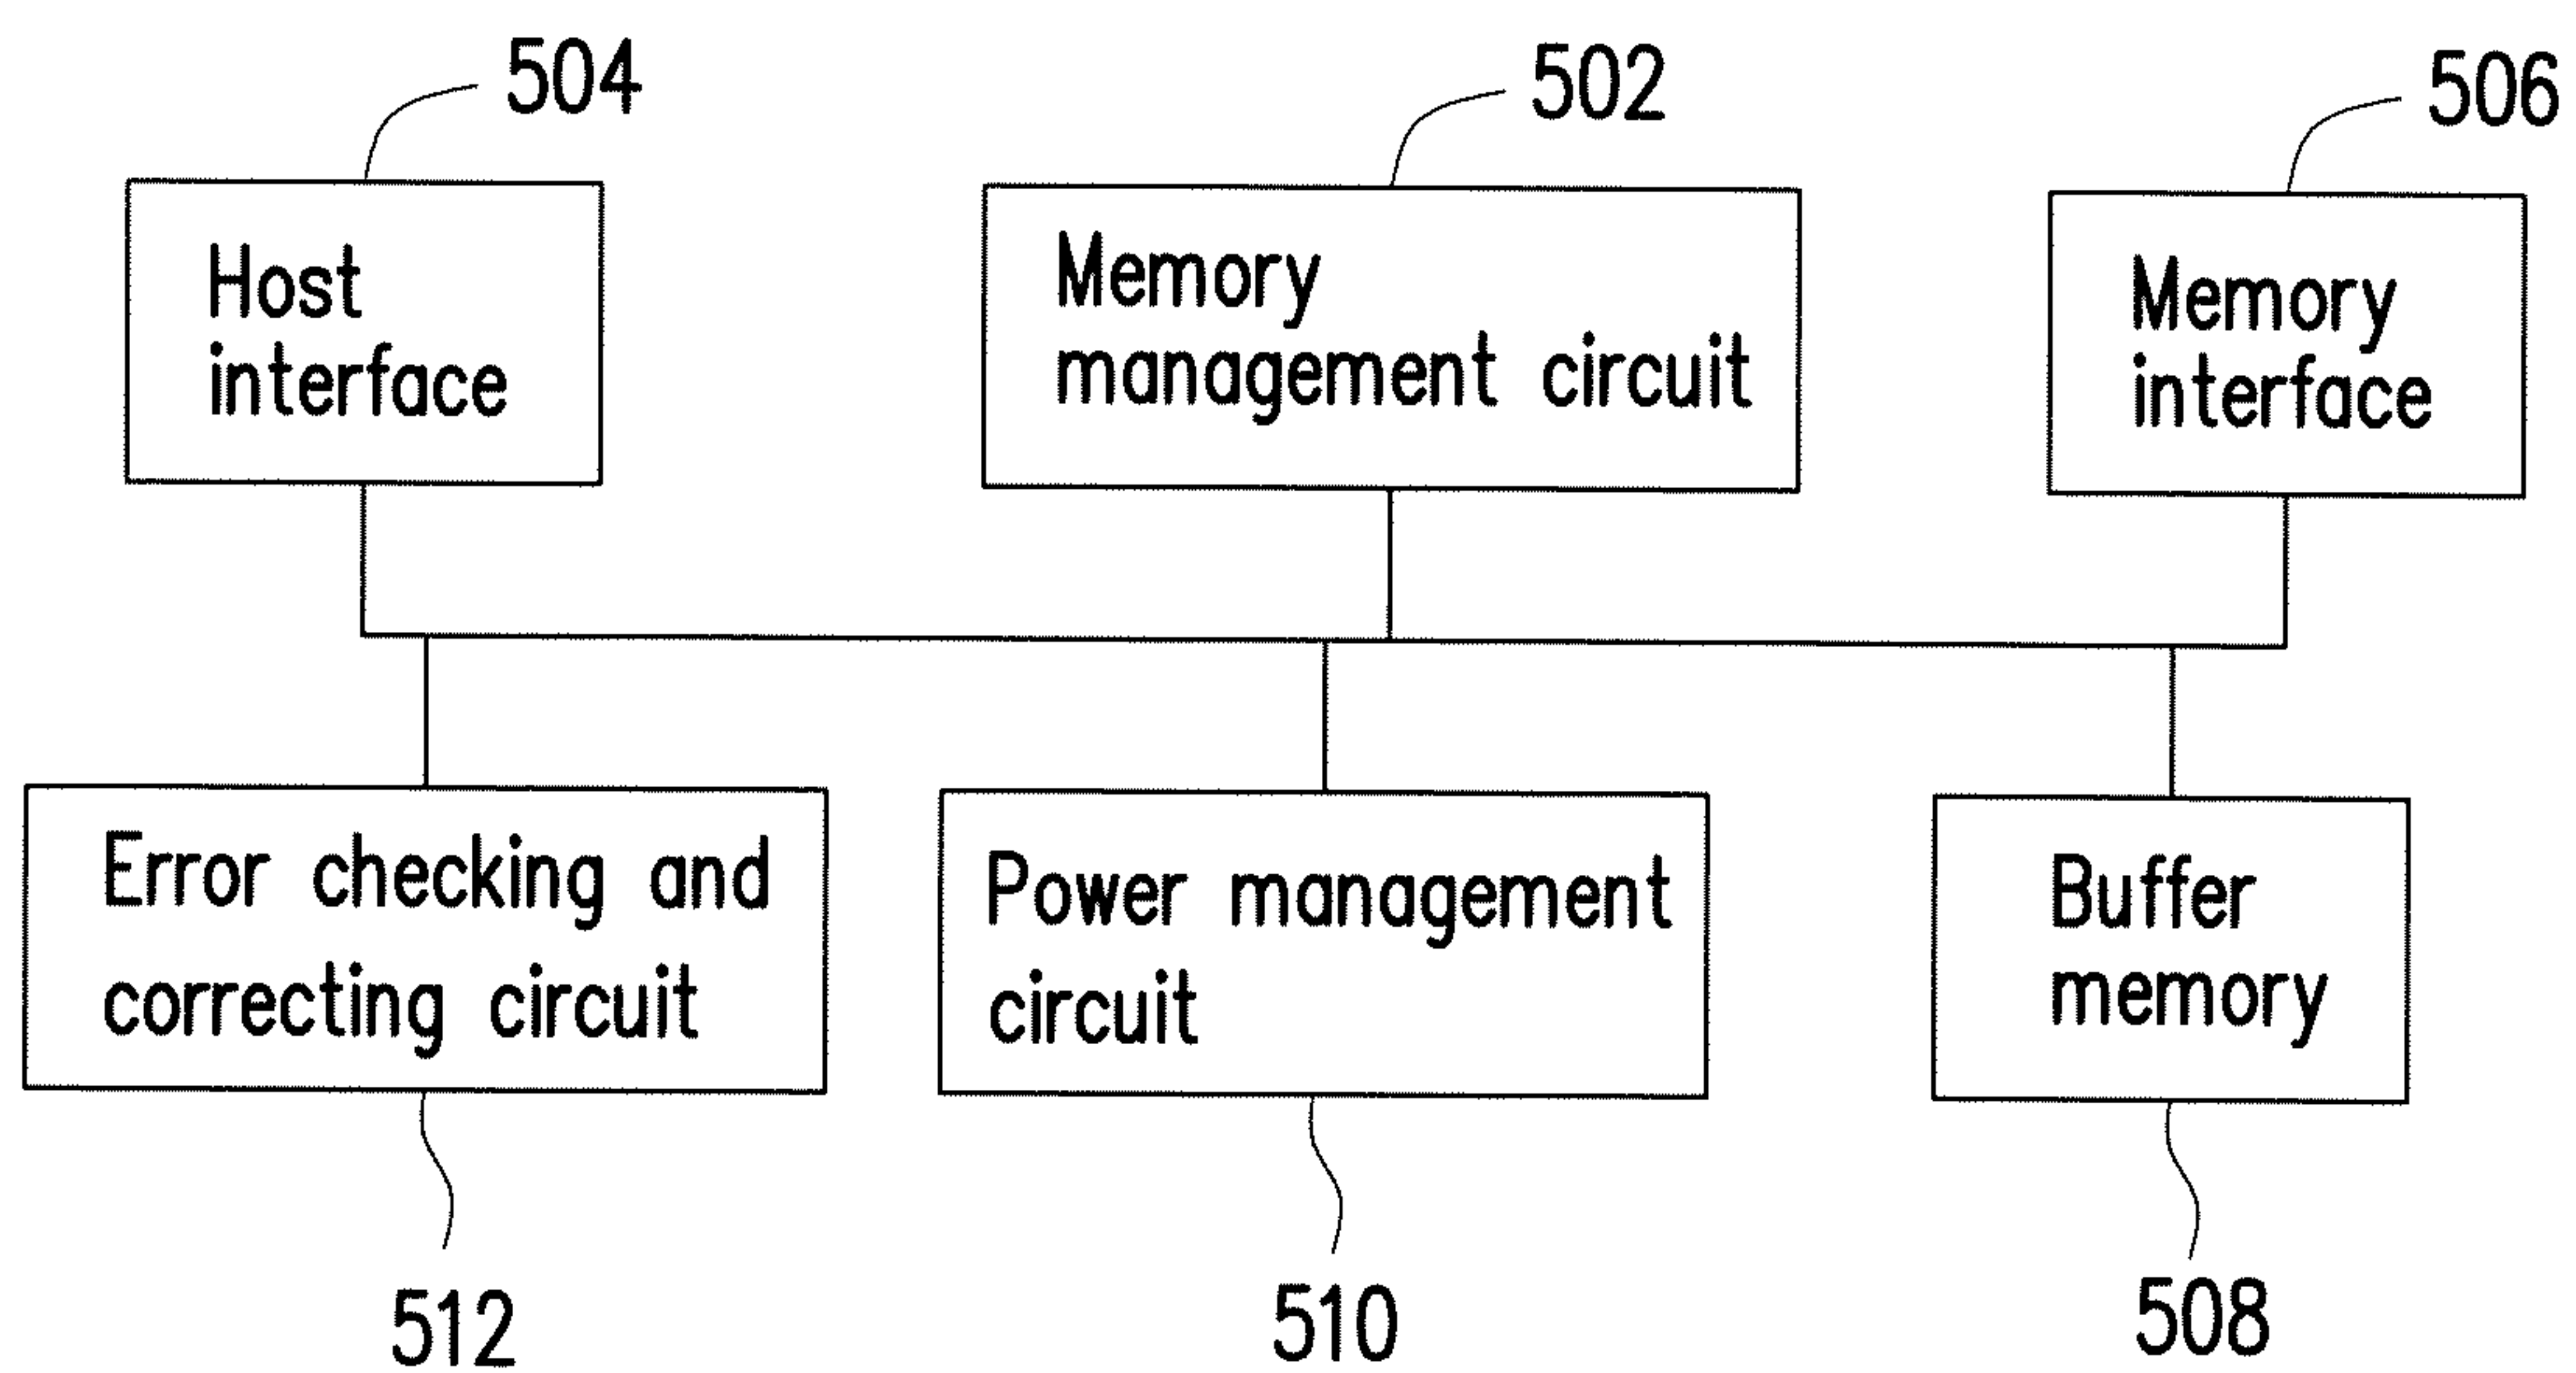 504
502
506
Host
interface
Memory
management circuit
Memory
interface
Error checking and
correcting circuit
Power management
circuit
Buffer
memory
512
510
508